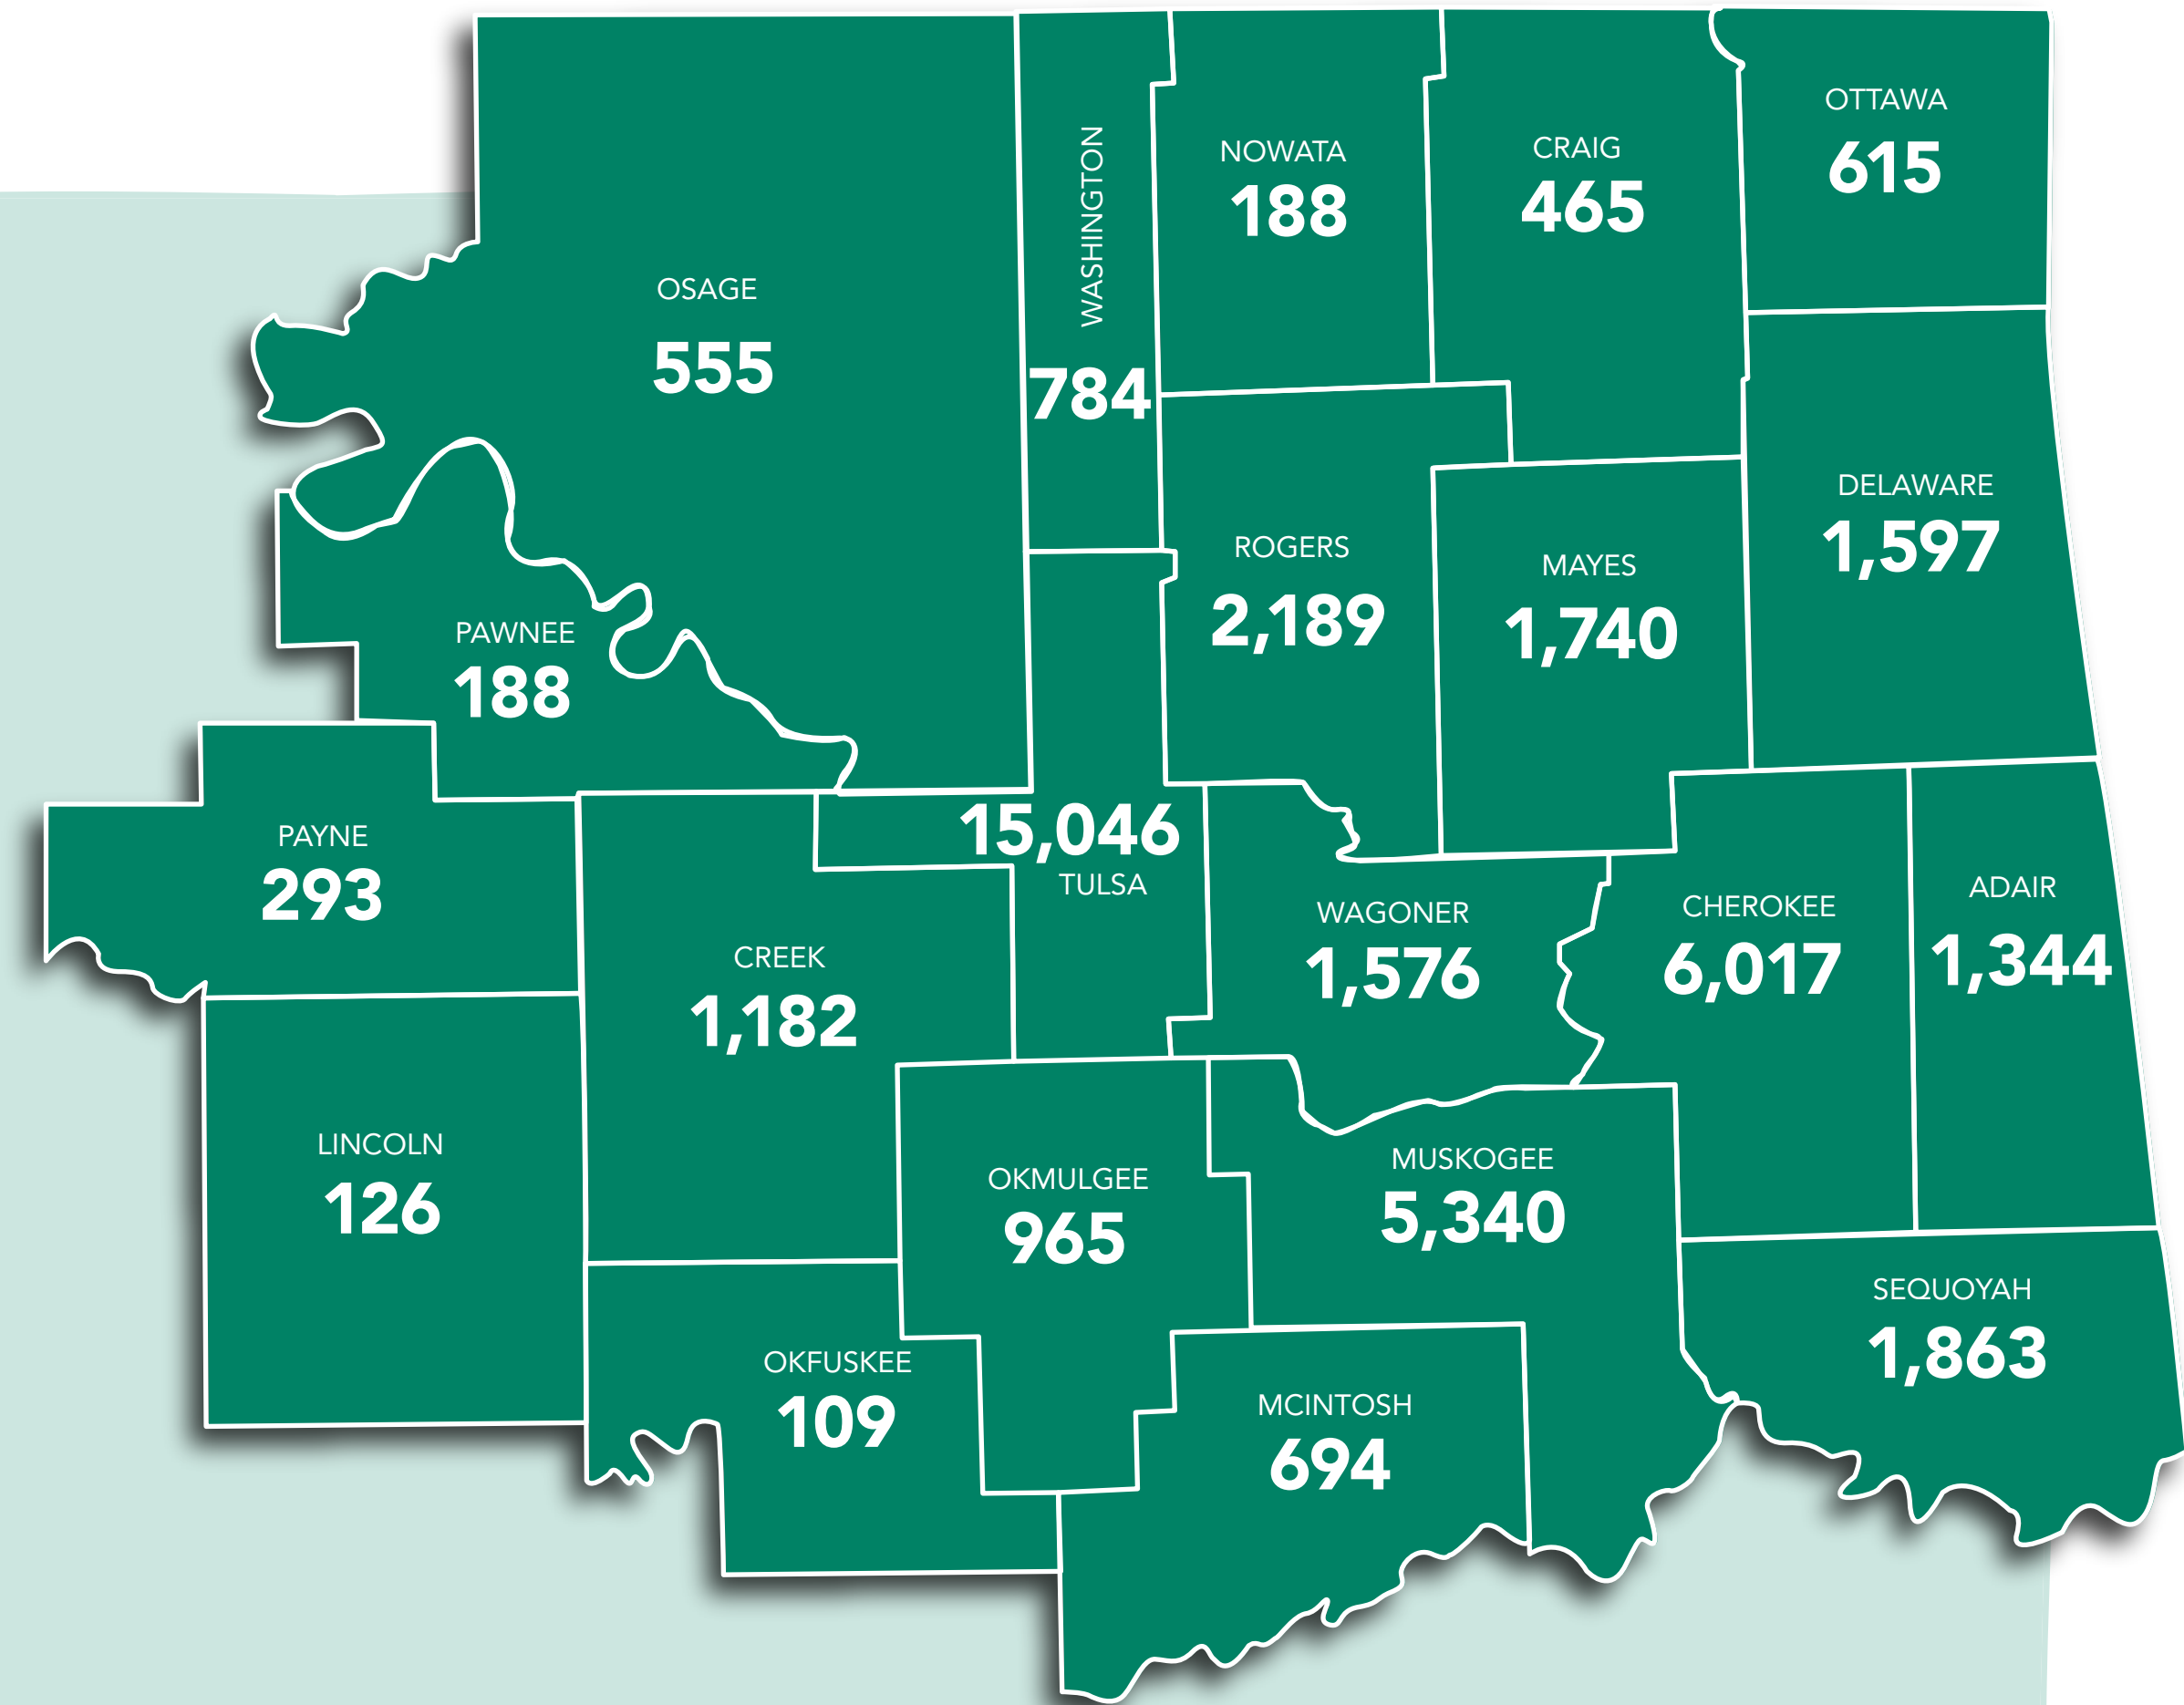 OTTAWA
615
WASHINGTON
784
NOWATA
188
CRAIG
465
OSAGE
555
DELAWARE
1,597
ROGERS
2,189
MAYES
1,740
PAWNEE
188
15,046
TULSA
PAYNE
293
CREEK
1,182
WAGONER
1,576
CHEROKEE
6,017
ADAIR
1,344
LINCOLN
126
OKMULGEE
965
MUSKOGEE
5,340
SEQUOYAH
1,863
OKFUSKEE
109
MCINTOSH
694